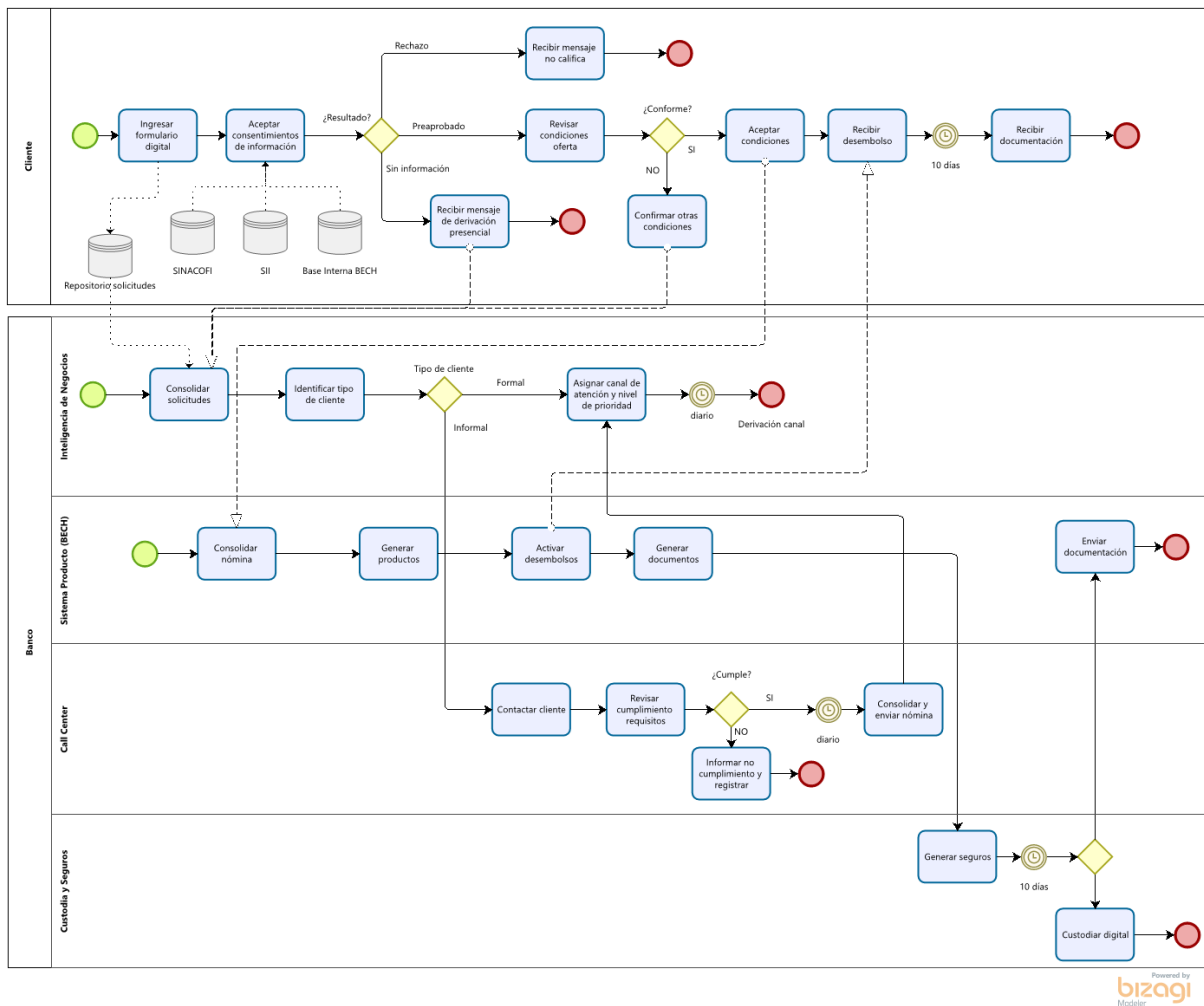 Cliente
Rechazo
Recibir mensaje
no califica
Ingresar
formulario
digital
Aceptar
consentimientos
de información
¿Resultado?
Preaprobado
Revisar
condiciones
oferta
¿Conforme?
SI
Aceptar
condiciones
Recibir
desembolso
10 días
Recibir
documentación
Sin información
NO
Recibir mensaje
de derivación
presencial
Confirmar otras
condiciones
Repositorio solicitudes
SINACOFI
SII
Base Interna BECH
Banco
Inteligencia de Negocios
Consolidar
solicitudes
Identificar tipo
de cliente
Tipo de cliente
Formal
Informal
Asignar canal de
atención y nivel
de prioridad
diario
Derivación canal
Sistema Producto (BECH)
Consolidar
nómina
Generar
productos
Activar
desembolsos
Generar
documentos
Enviar
documentación
Call Center
Contactar cliente
Revisar
cumplimiento
requisitos
¿Cumple?
SI
NO
diario
Consolidar y
enviar nómina
Informar no
cumplimiento y
registrar
Custodia y Seguros
Generar seguros
10 días
Custodiar digital
Powered by
bizagi
Modeler